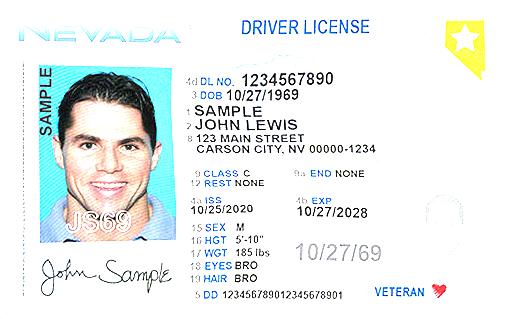 NEVADA
DRIVER LICENSE
SAMPLE
4d DL NO. 1234567890
3 DOB 10/27/1969
1 SAMPLE
2 JOHN LEWIS
8 123 MAIN STREET
CARSON CITY, NV 00000-1234
9 CLASS C 9a END NONE
12 REST NONE
4a ISS 4b EXP
10/25/2020 10/27/2028
15 SEX M
16 HGT 5'-10"
17 WGT 185 lbs
18 EYES BRO
19 HAIR BRO
10/27/69
JS69
John Sample
5 DD 123456789012345678901
VETERAN